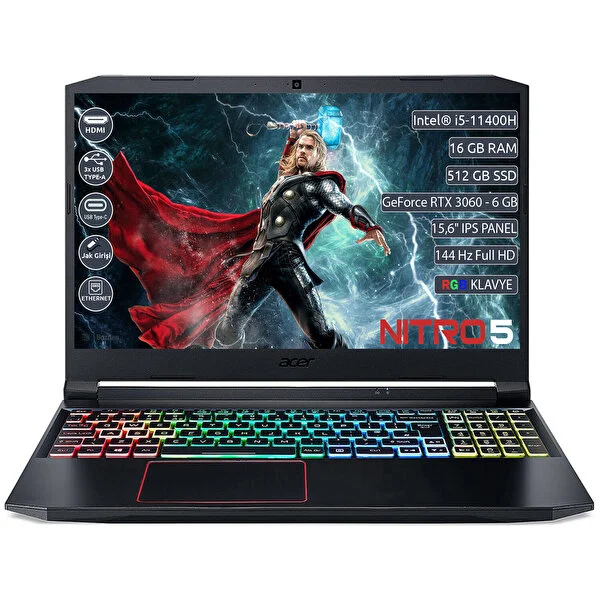 HDMI
3x USB
TYPE-A
USB Type-C
Jak Girişi
ETHERNET
Intel® i5-11400H
16 GB RAM
512 GB SSD
GeForce RTX 3060 - 6 GB
15,6" IPS PANEL
144 Hz Full HD
RGB KLAVYE
NITRO 5
acer